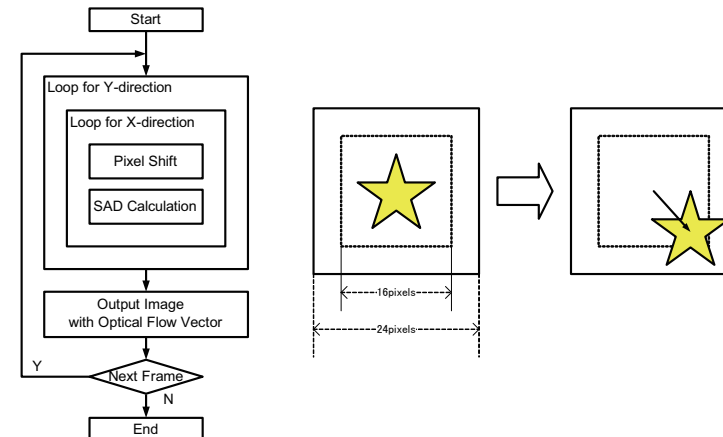 Start
Loop for Y-direction
Loop for X-direction
Pixel Shift
SAD Calculation
Output Image
with Optical Flow Vector
Y
Next Frame
N
End
16pixels
24pixels